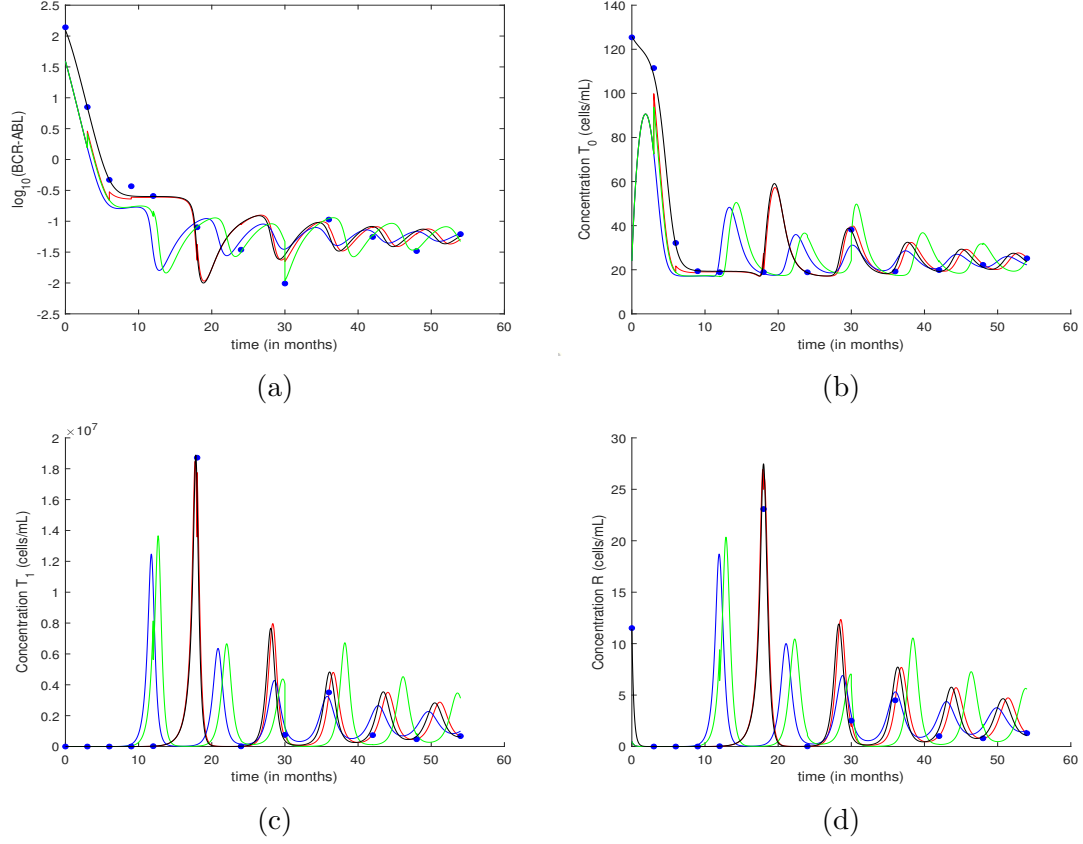 2.5
2
1.5
1
0.5
0
-0.5
-1
-1.5
-2
-2.5
0 10 20 30 40 50 60
log10(BCR-ABL)
time (in months)
(a)
140
120
100
80
60
40
20
0
0 10 20 30 40 50 60
Concentration T0 (cells/mL)
time (in months)
(b)
×10^7
2
1.8
1.6
1.4
1.2
1
0.8
0.6
0.4
0.2
0
0 10 20 30 40 50 60
Concentration T1 (cells/mL)
time (in months)
(c)
30
25
20
15
10
5
0
0 10 20 30 40 50 60
Concentration R (cells/mL)
time (in months)
(d)